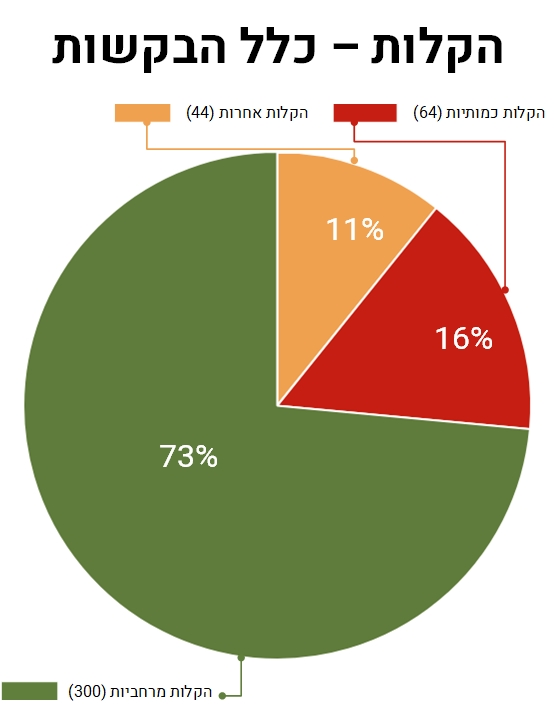 הקלות – כלל הבקשות
הקלות כמותיות (64)
הקלות אחרות (44)
11%
16%
73%
הקלות מרחביות (300)